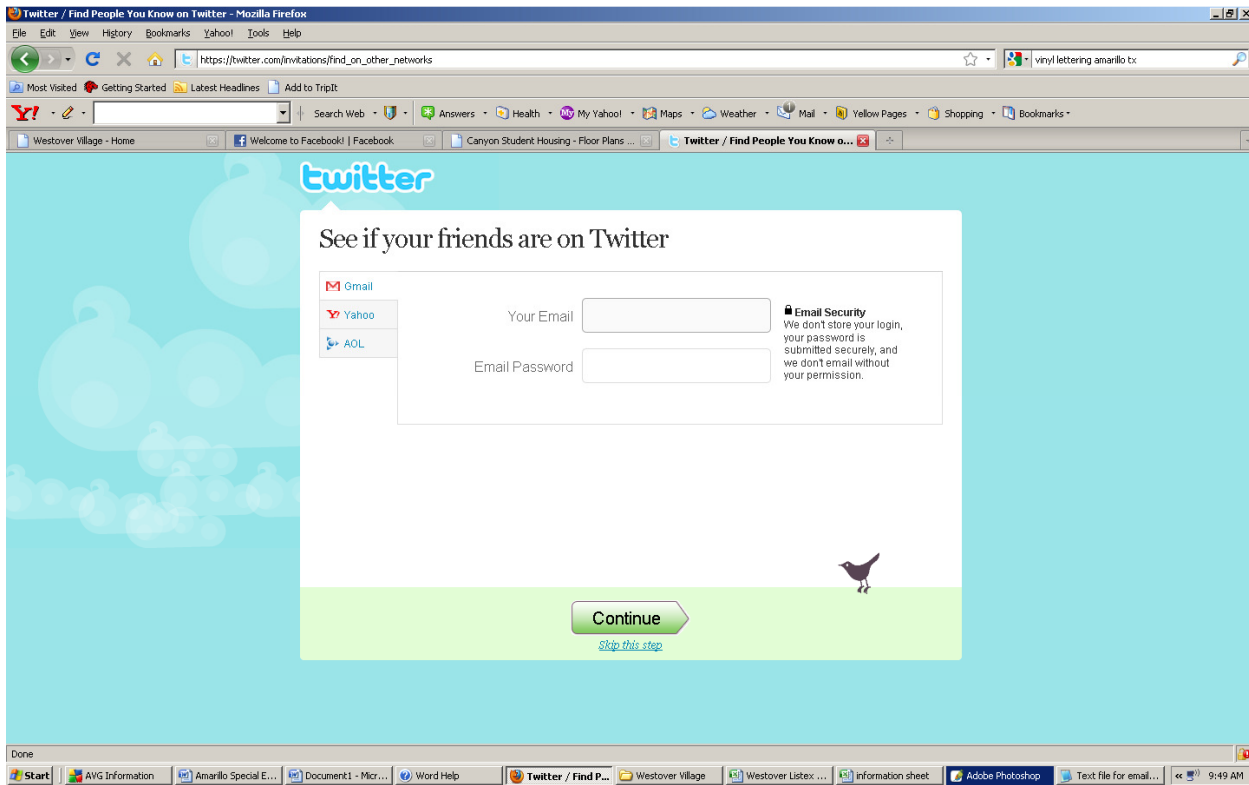 Twitter / Find People You Know on Twitter - Mozilla Firefox
File Edit View History Bookmarks Yahoo! Tools Help
https://twitter.com/invitations/find_on_other_networks
vinyl lettering amarillo tx
Most Visited Getting Started Latest Headlines Add to TripIt
Y! Search Web Answers Health My Yahoo! Maps Weather Mail Yellow Pages Shopping Bookmarks
Westover Village - Home Welcome to Facebook! | Facebook Canyon Student Housing - Floor Plans ... Twitter / Find People You Know o...
twitter
See if your friends are on Twitter
Gmail
Yahoo
AOL
Your Email
Email Password
Email Security
We don't store your login,
your password is
submitted securely, and
we don't email without
your permission.
Continue
Skip this step
Done
Start AVG Information Amarillo Special E... Document1 - Micr... Word Help Twitter / Find P... Westover Village Westover Listex ... information sheet Adobe Photoshop Text file for email... 9:49 AM